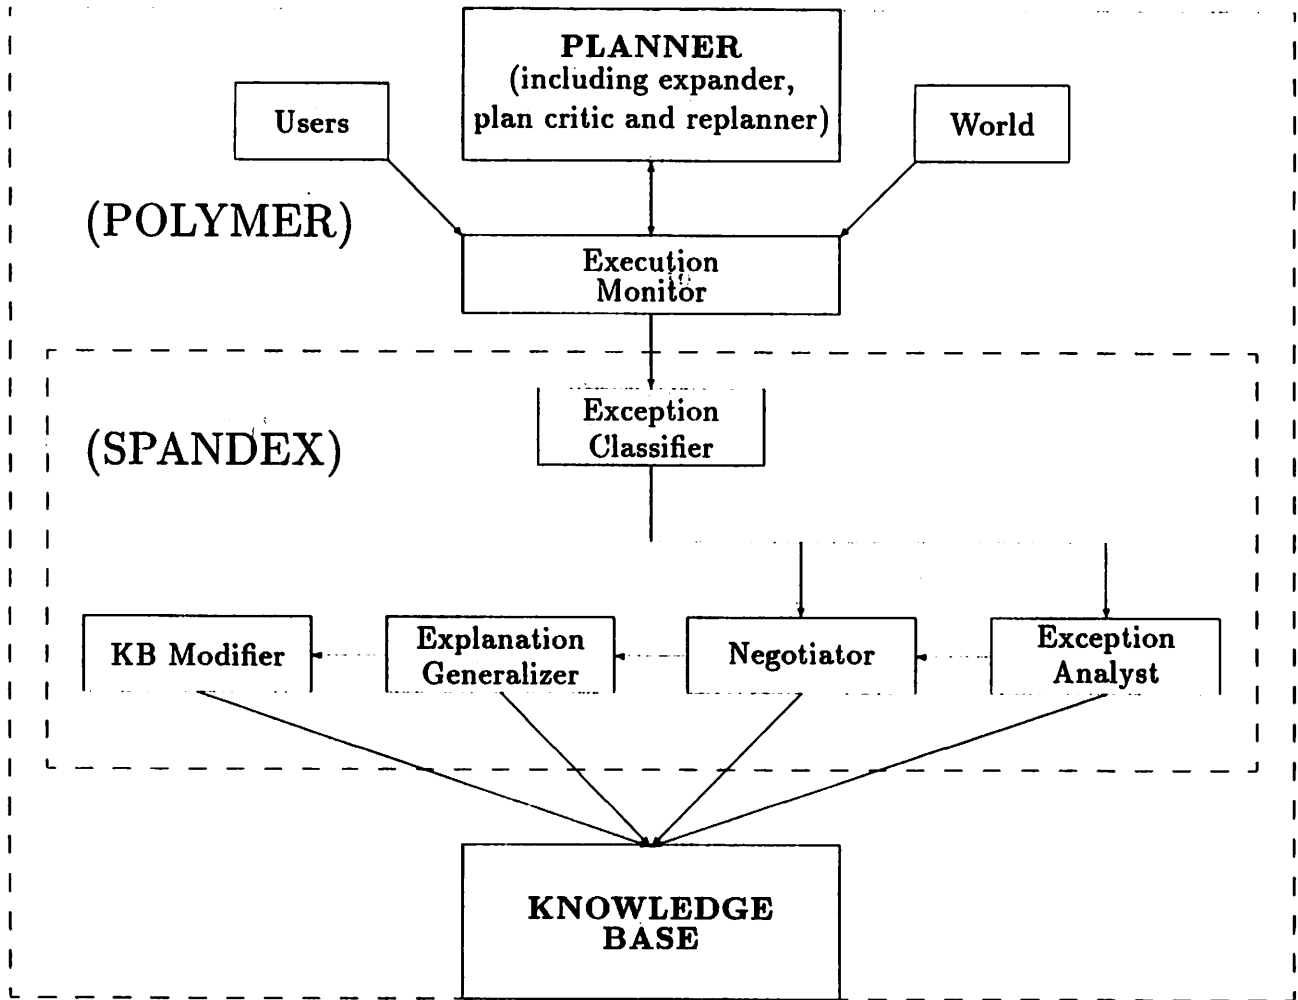 PLANNER
(including expander,
plan critic and replanner)
Users
World
(POLYMER)
Execution
Monitor
(SPANDEX)
Exception
Classifier
KB Modifier
Explanation
Generalizer
Negotiator
Exception
Analyst
KNOWLEDGE
BASE